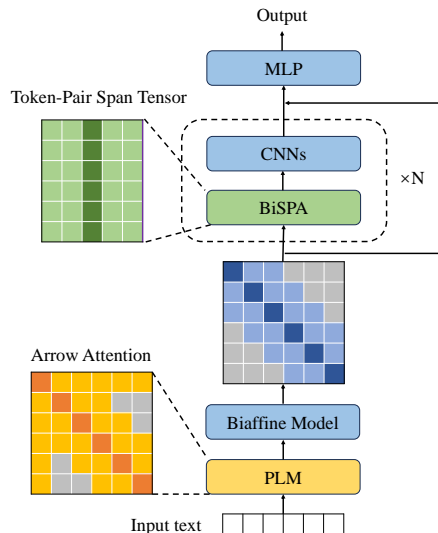 Output
MLP
Token-Pair Span Tensor
CNNs
×N
BiSPA
Arrow Attention
Biaffine Model
PLM
Input text